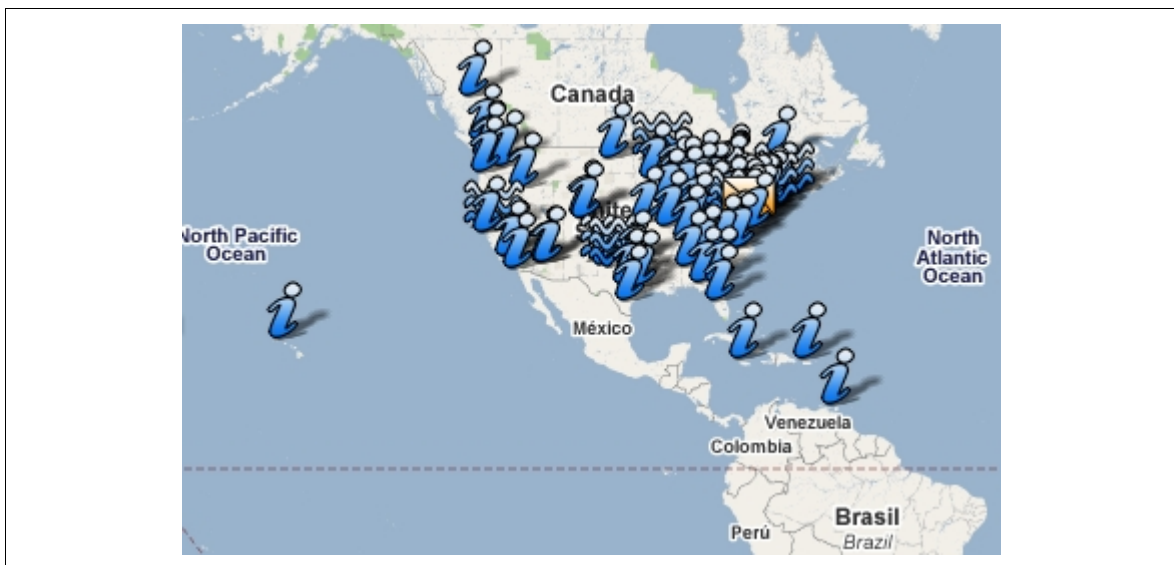 Canada
North Pacific
Ocean
North
Atlantic
Ocean
México
Venezuela
Colombia
Brasil
Perú
Brazil